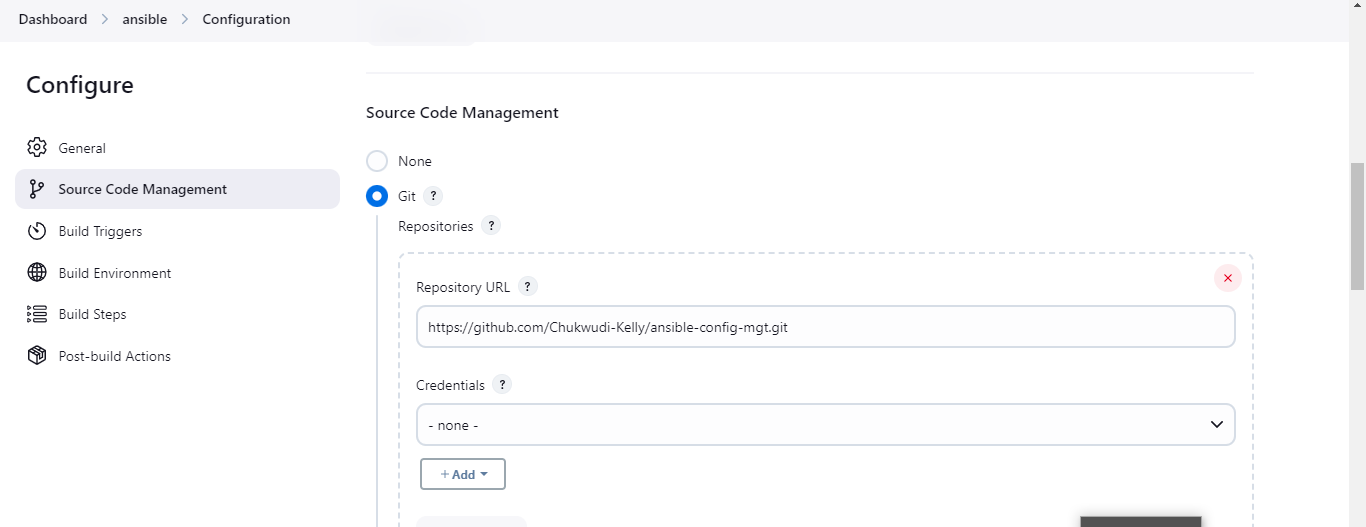 Dashboard > ansible > Configuration
Configure
General
Source Code Management
Build Triggers
Build Environment
Build Steps
Post-build Actions
Source Code Management
None
Git ?
Repositories ?
Repository URL ?
https://github.com/Chukwudi-Kelly/ansible-config-mgt.git
Credentials ?
- none -
+ Add